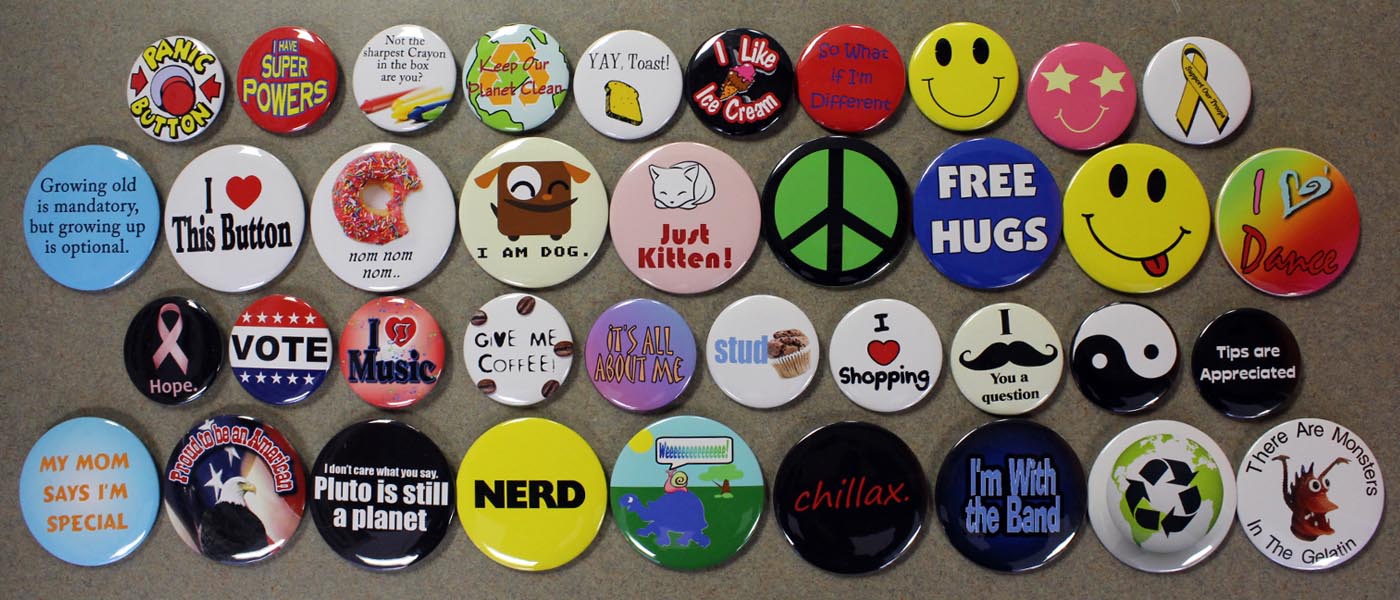 PANIC
BUTTON
I HAVE
SUPER
POWERS
Not the
sharpest Crayon
in the box
are you?
Keep Our
Planet Clean
YAY, Toast!
I Like
Ice Cream
So What
if I'm
Different
Support Our Troops
Growing old
is mandatory,
but growing up
is optional.
I
This Button
nom nom
nom..
I AM DOG.
Just
Kitten!
FREE
HUGS
I
Dance
Hope.
VOTE
I
Music
GIVE ME
COFFEE!
iT'S ALL
ABOUT ME
stud
I
Shopping
I
You a
question
Tips are
Appreciated
MY MOM
SAYS I'M
SPECIAL
Proud to be an American
I don't care what you say.
Pluto is still
a planet
NERD
Weeeeeeeeeeeeee!
chillax.
I'm With
the Band
There Are Monsters
In The Gelatin